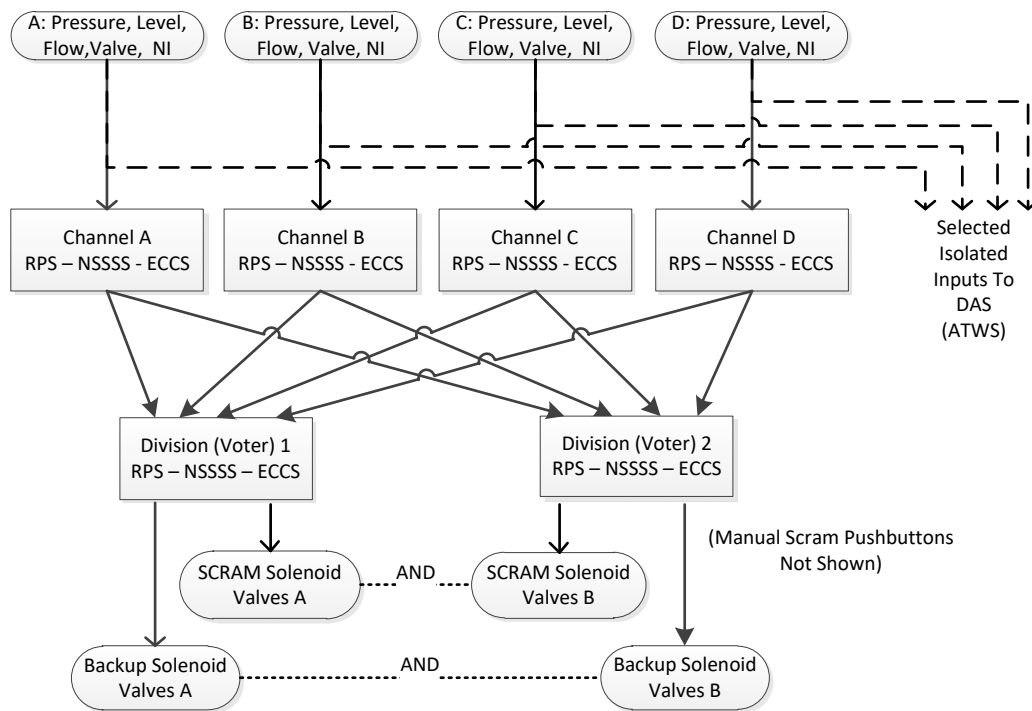 A: Pressure, Level,
Flow,Valve, NI
B: Pressure, Level,
Flow, Valve, NI
C: Pressure, Level,
Flow, Valve, NI
D: Pressure, Level,
Flow, Valve, NI
Channel A
RPS – NSSSS - ECCS
Channel B
RPS – NSSSS - ECCS
Channel C
RPS – NSSSS - ECCS
Channel D
RPS – NSSSS - ECCS
Selected
Isolated
Inputs To
DAS
(ATWS)
Division (Voter) 1
RPS – NSSSS – ECCS
Division (Voter) 2
RPS – NSSSS – ECCS
(Manual Scram Pushbuttons
Not Shown)
SCRAM Solenoid
Valves A
AND
SCRAM Solenoid
Valves B
Backup Solenoid
Valves A
AND
Backup Solenoid
Valves B